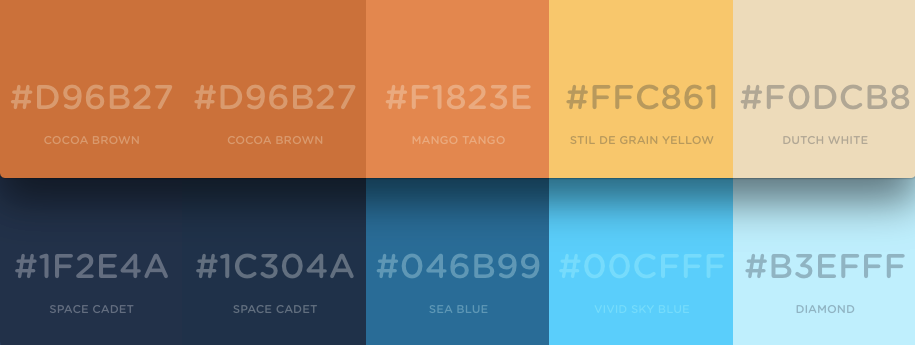 #D96B27 #D96B27 #F1823E #FFC861 #F0DCB8
COCOA BROWN COCOA BROWN MANGO TANGO STIL DE GRAIN YELLOW DUTCH WHITE
#1F2E4A #1C304A #046B99 #00CFFF #B3EFFF
SPACE CADET SPACE CADET SEA BLUE VIVID SKY BLUE DIAMOND